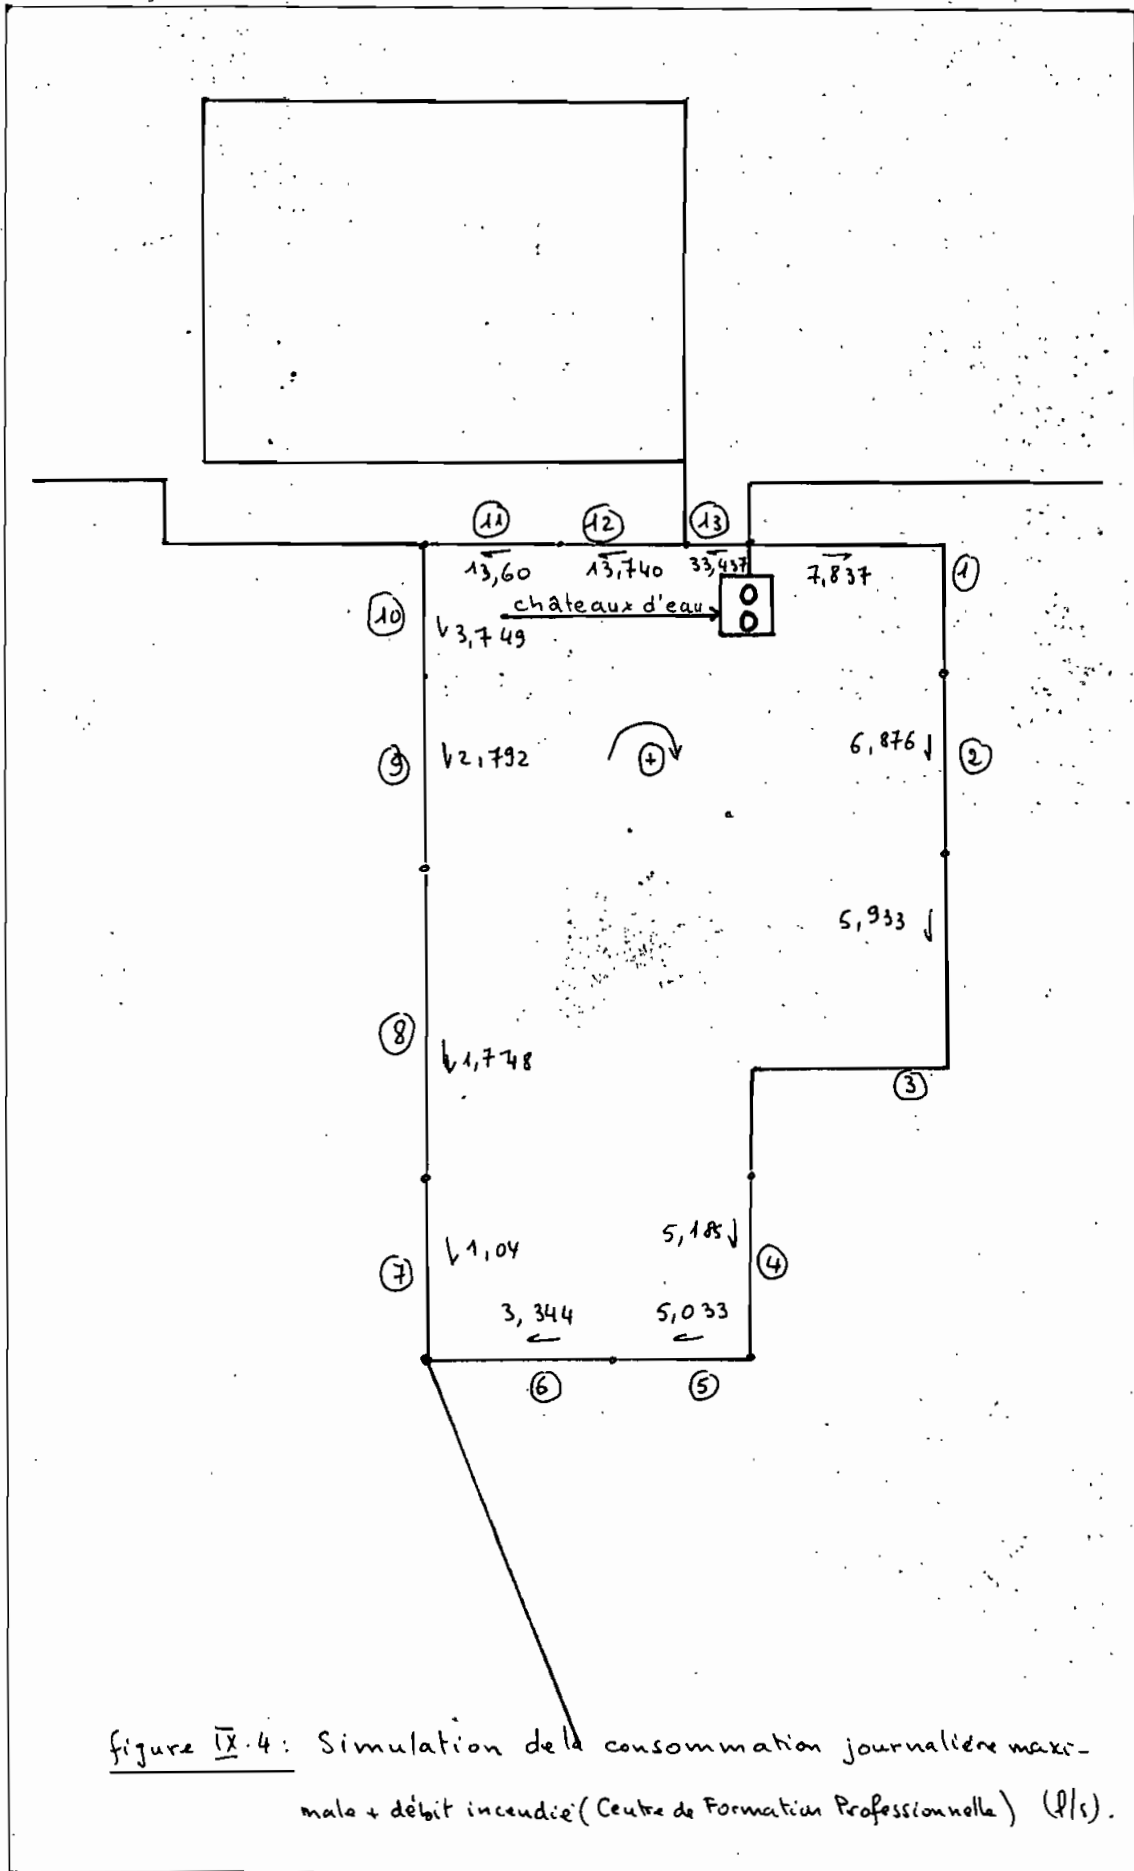 11 12 13
13,60 13,740 33,437 7,837 1
10 châteaux d'eau
3,749
9 2,792 + 6,876 2
5,933
8 1,748
3
7 1,04 5,185 4
3,344 5,033
6 5
figure IX.4: Simulation de la consommation journalière maxi-
male + débit incendie (Centre de Formation Professionnelle) (l/s).